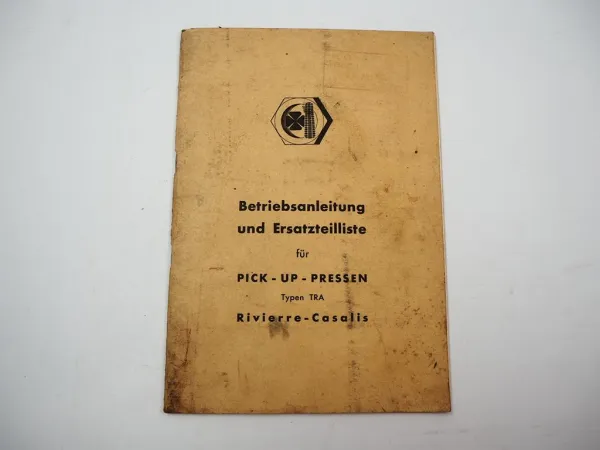 Betriebsanleitung
und Ersatzteilliste
für
PICK - UP - PRESSEN
Typen TRA
Rivierre-Casalis